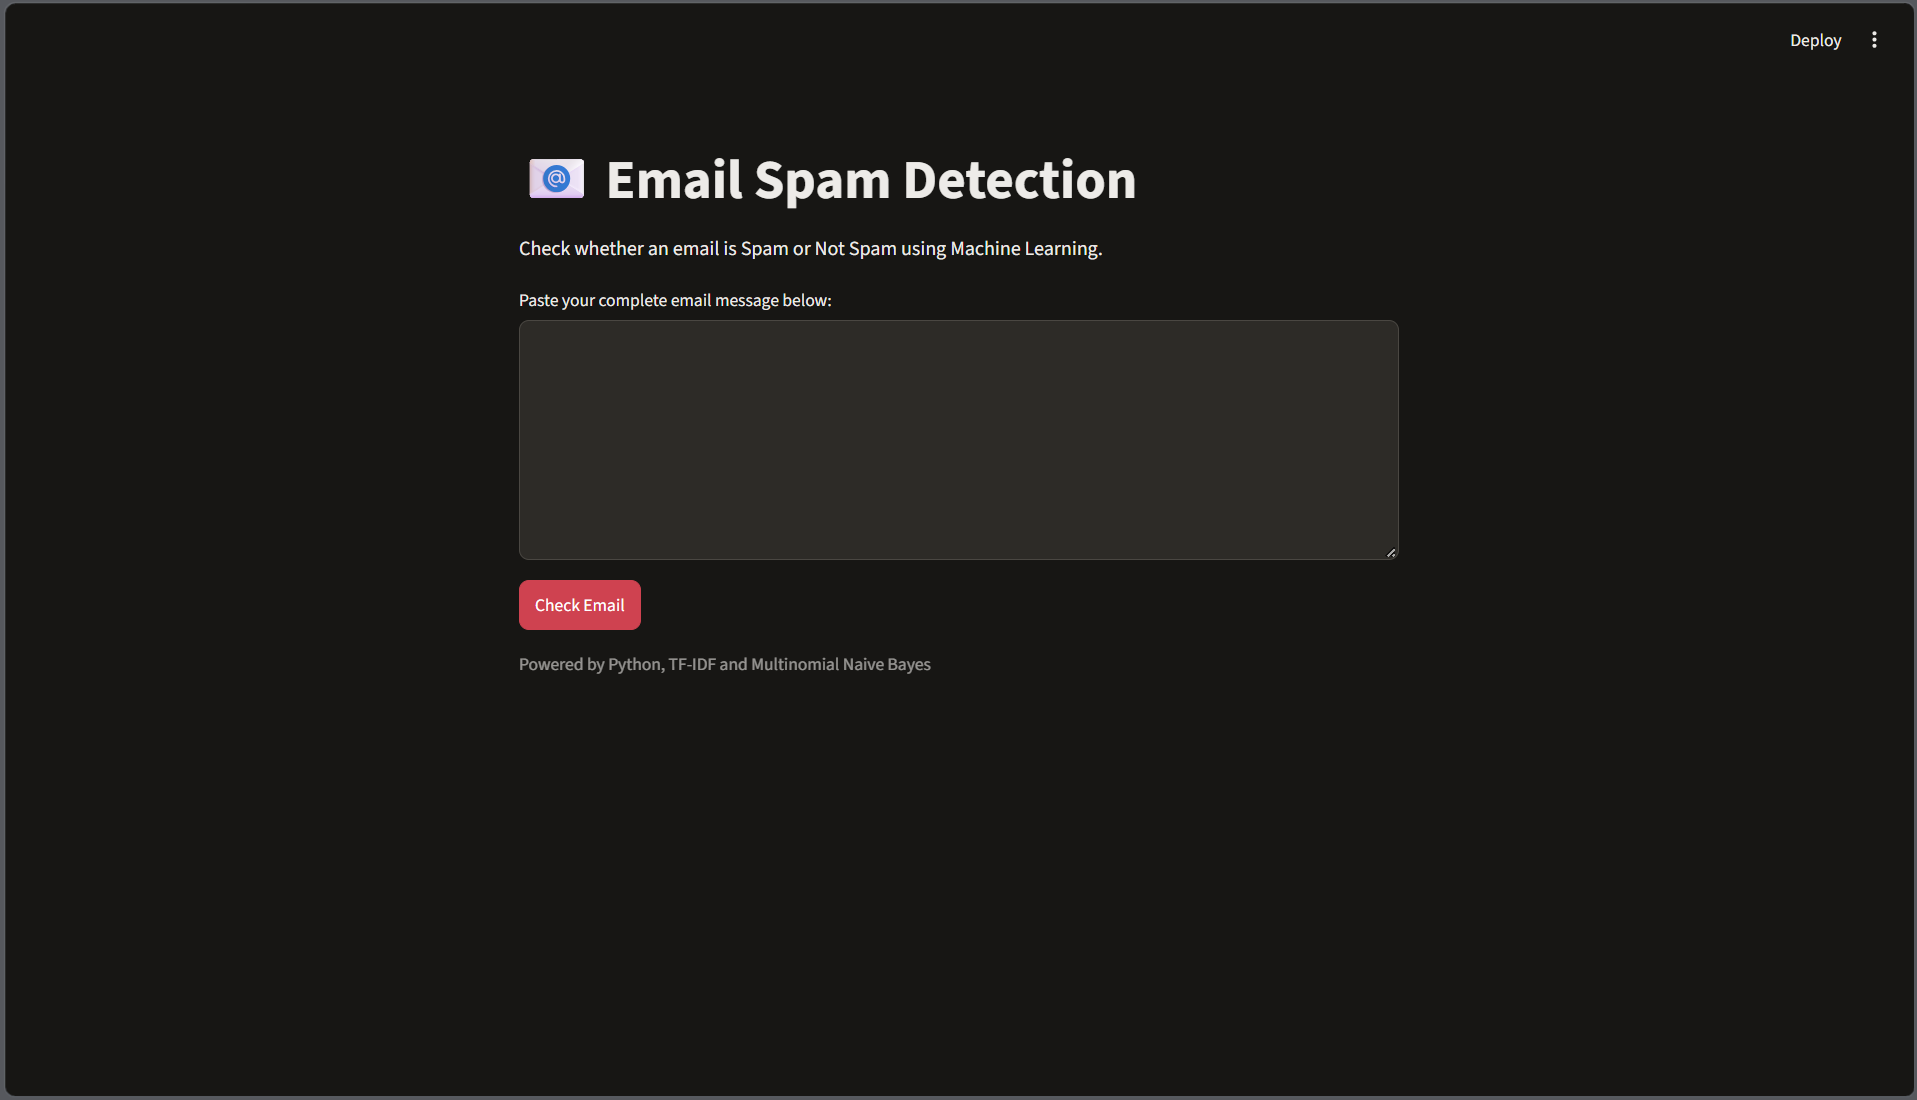 Deploy
@ Email Spam Detection
Check whether an email is Spam or Not Spam using Machine Learning.
Paste your complete email message below:
Check Email
Powered by Python, TF-IDF and Multinomial Naive Bayes